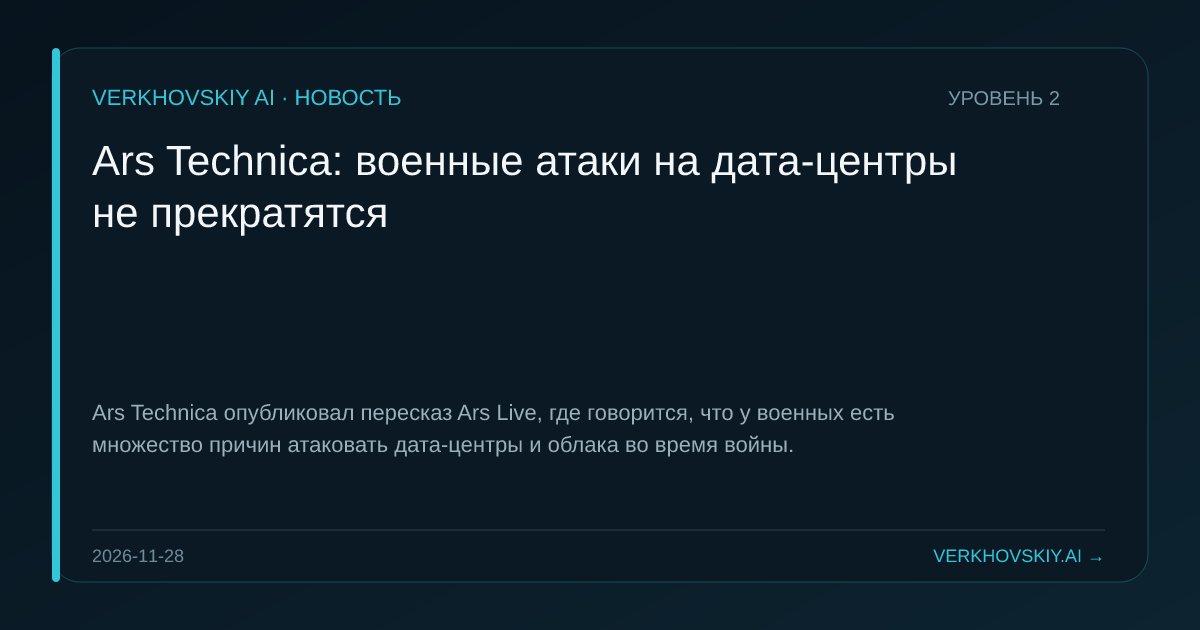 VERKHOVSKIY AI · НОВОСТЬ
УРОВЕНЬ 2
Ars Technica: военные атаки на дата-центры
не прекратятся
Ars Technica опубликовал пересказ Ars Live, где говорится, что у военных есть
множество причин атаковать дата-центры и облака во время войны.
2026-11-28
VERKHOVSKIY.AI →